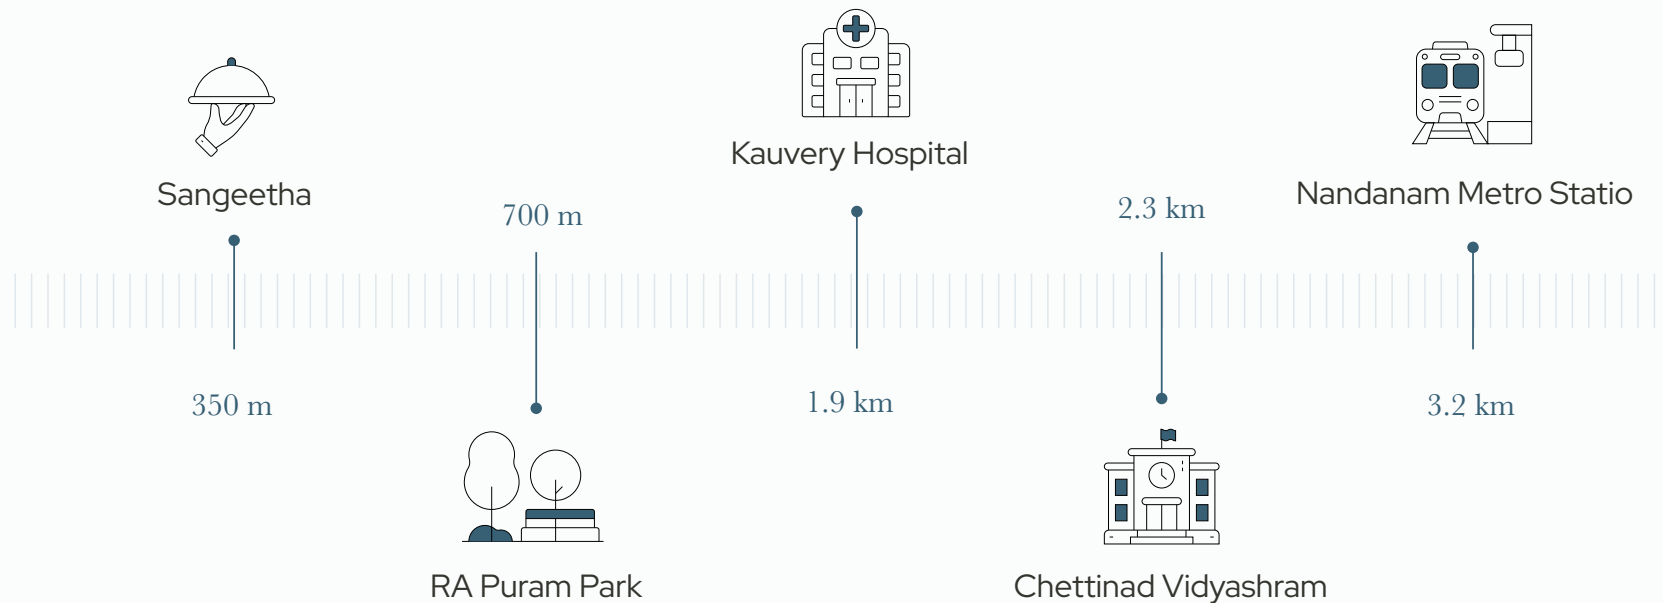 Kauvery Hospital
Sangeetha
Nandanam Metro Statio
700 m
2.3 km
350 m
1.9 km
3.2 km
RA Puram Park
Chettinad Vidyashram